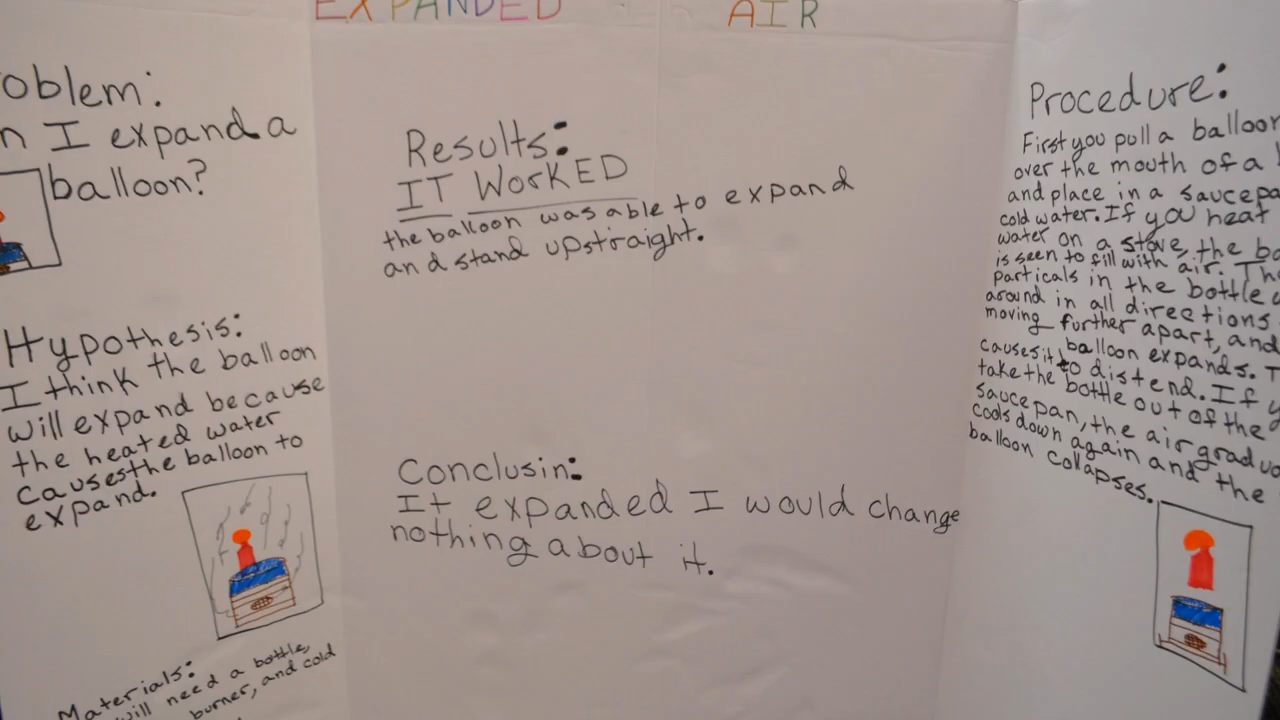 EXPANDED AIR
oblem:
n I expand a
balloon?
Hypothesis:
I think the balloon
will expand because
the heated water
causes the balloon to
expand.
Materials:
will need a bottle,
burner, and cold
Results:
IT WORKED
the balloon was able to expand
and stand upstraight.
Conclusin:
It expanded I would change
nothing about it.
Procedure:
First you pull a balloon
over the mouth of a
and place in a saucepa
cold water. If you heat
water on a stove, the ba
is seen to fill with air. Th
particals in the bottle
around in all directions
moving further apart, and
balloon expands. T
causes it to distend. If y
take the bottle out of the
saucepan, the air gradua
cools down again and the
balloon collapses.